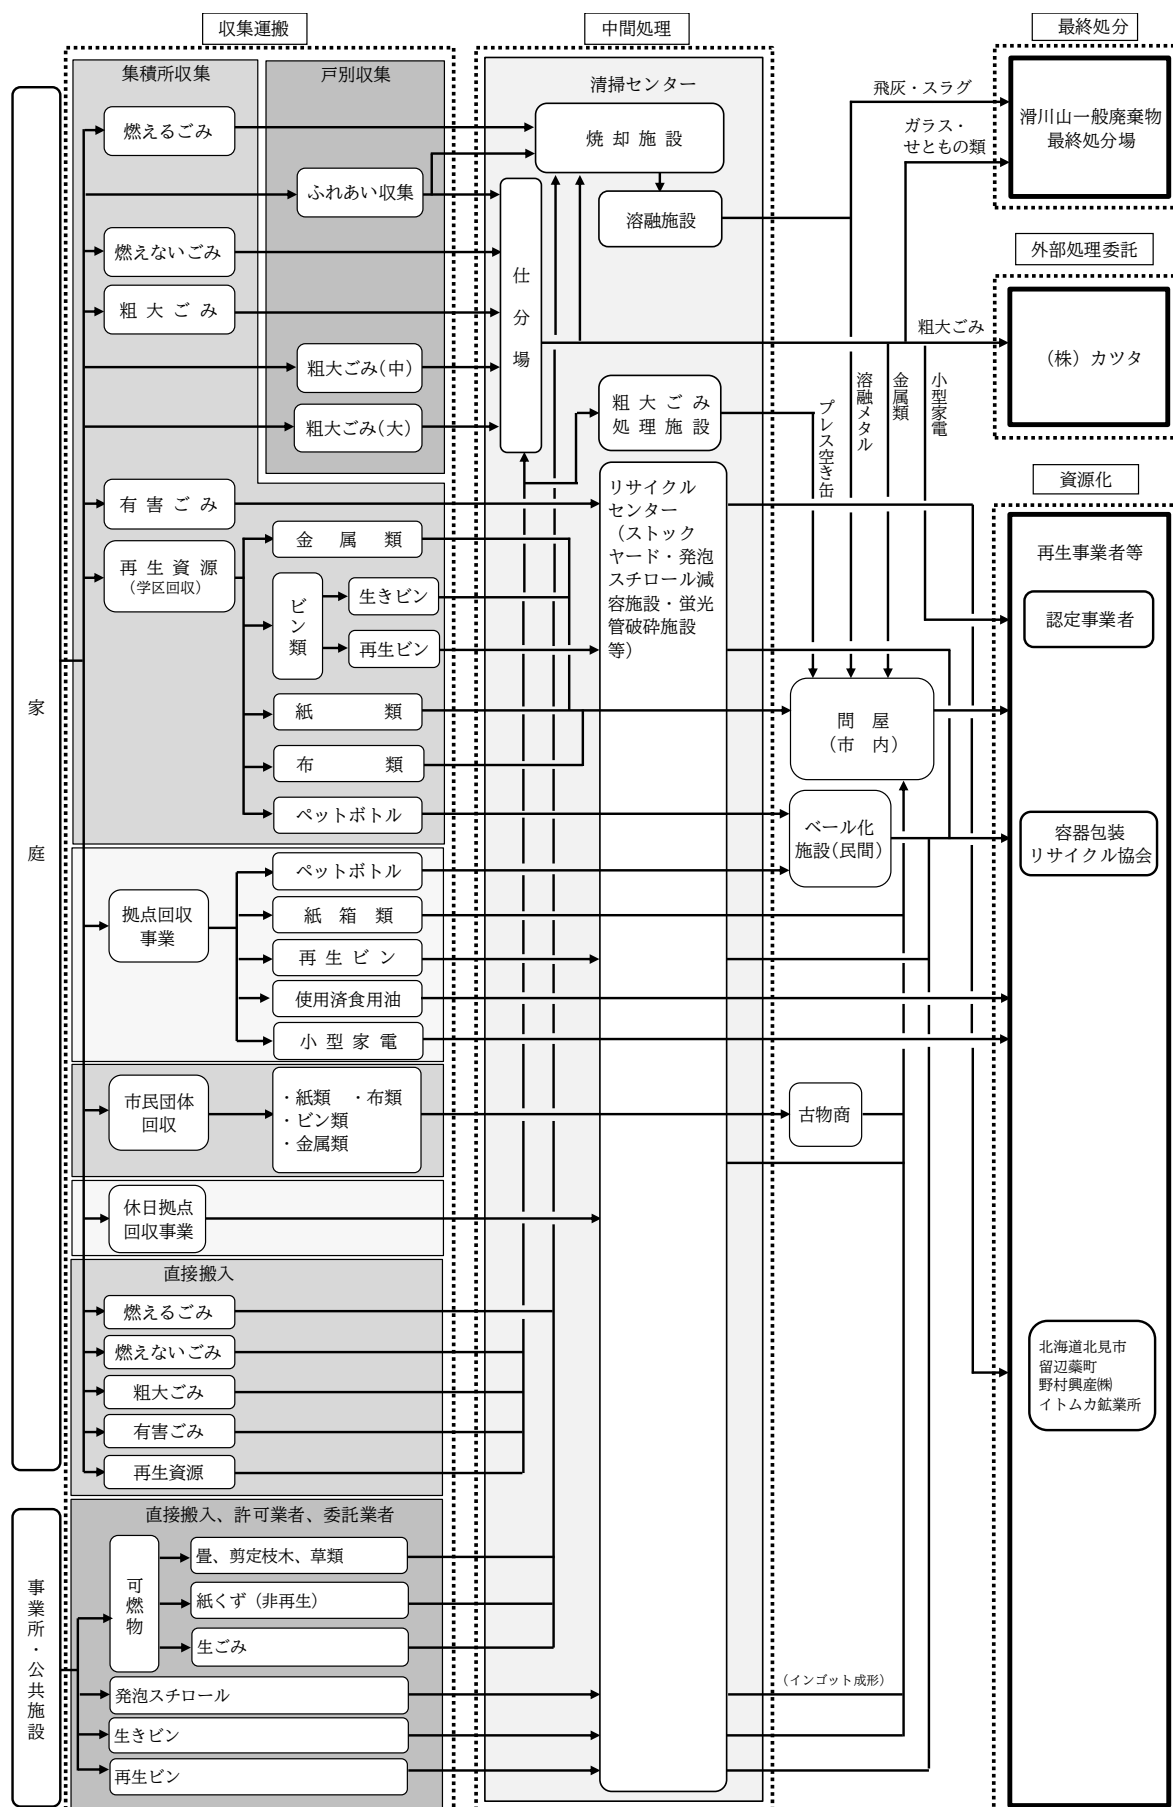 収集運搬
中間処理
最終処分
集積所収集
戸別収集
清掃センター
燃えるごみ
ふれあい収集
燃えないごみ
粗大ごみ
粗大ごみ（中）
粗大ごみ（大）
有害ごみ
再生資源
（学区回収）
金属類
ビン類
生きビン
再生ビン
紙類
布類
ペットボトル
家庭
拠点回収
事業
ペットボトル
紙箱類
再生ビン
使用済食用油
小型家電
市民団体
回収
・紙類　・布類
・ビン類
・金属類
休日拠点
回収事業
直接搬入
燃えるごみ
燃えないごみ
粗大ごみ
有害ごみ
再生資源
事業所・公共施設
直接搬入、許可業者、委託業者
可燃物
畳、剪定枝木、草類
紙くず（非再生）
生ごみ
発泡スチロール
生きビン
再生ビン
焼却施設
溶融施設
仕分場
粗大ごみ
処理施設
リサイクル
センター
（ストック
ヤード・発泡
スチロール減
容施設・蛍光
管破砕施設
等）
飛灰・スラグ
ガラス・
せともの類
粗大ごみ
プレス空き缶
溶融メタル
金属類
小型家電
問屋
（市内）
ベール化
施設（民間）
古物商
（インゴット成形）
滑川山一般廃棄物
最終処分場
外部処理委託
（株）カツタ
資源化
再生事業者等
認定事業者
容器包装
リサイクル協会
北海道北見市
留辺蘂町
野村興産㈱
イトムカ鉱業所